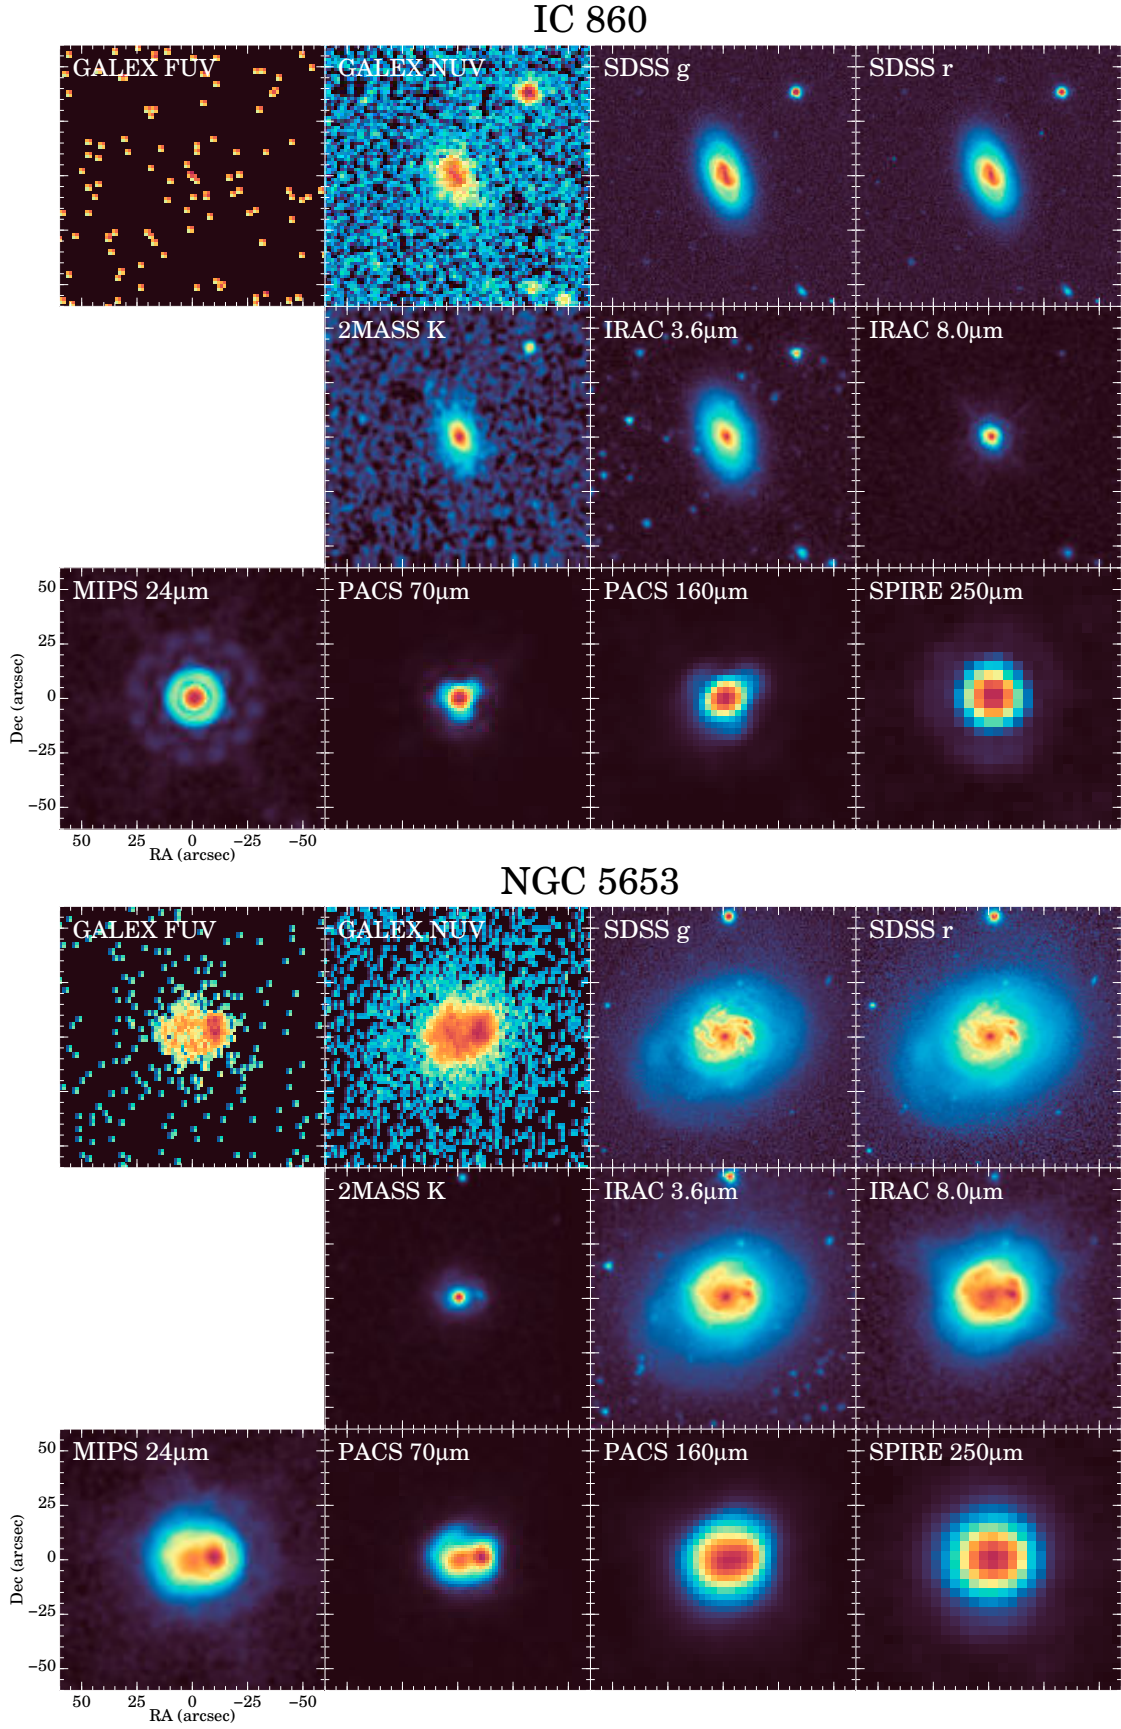 IC 860
GALEX FUV
GALEX NUV
SDSS g
SDSS r
2MASS K
IRAC 3.6μm
IRAC 8.0μm
MIPS 24μm
PACS 70μm
PACS 160μm
SPIRE 250μm
50
25
0
−25
−50
Dec (arcsec)
50 25 0 −25 −50
RA (arcsec)
NGC 5653
GALEX FUV
GALEX NUV
SDSS g
SDSS r
2MASS K
IRAC 3.6μm
IRAC 8.0μm
MIPS 24μm
PACS 70μm
PACS 160μm
SPIRE 250μm
50
25
0
−25
−50
Dec (arcsec)
50 25 0 −25 −50
RA (arcsec)